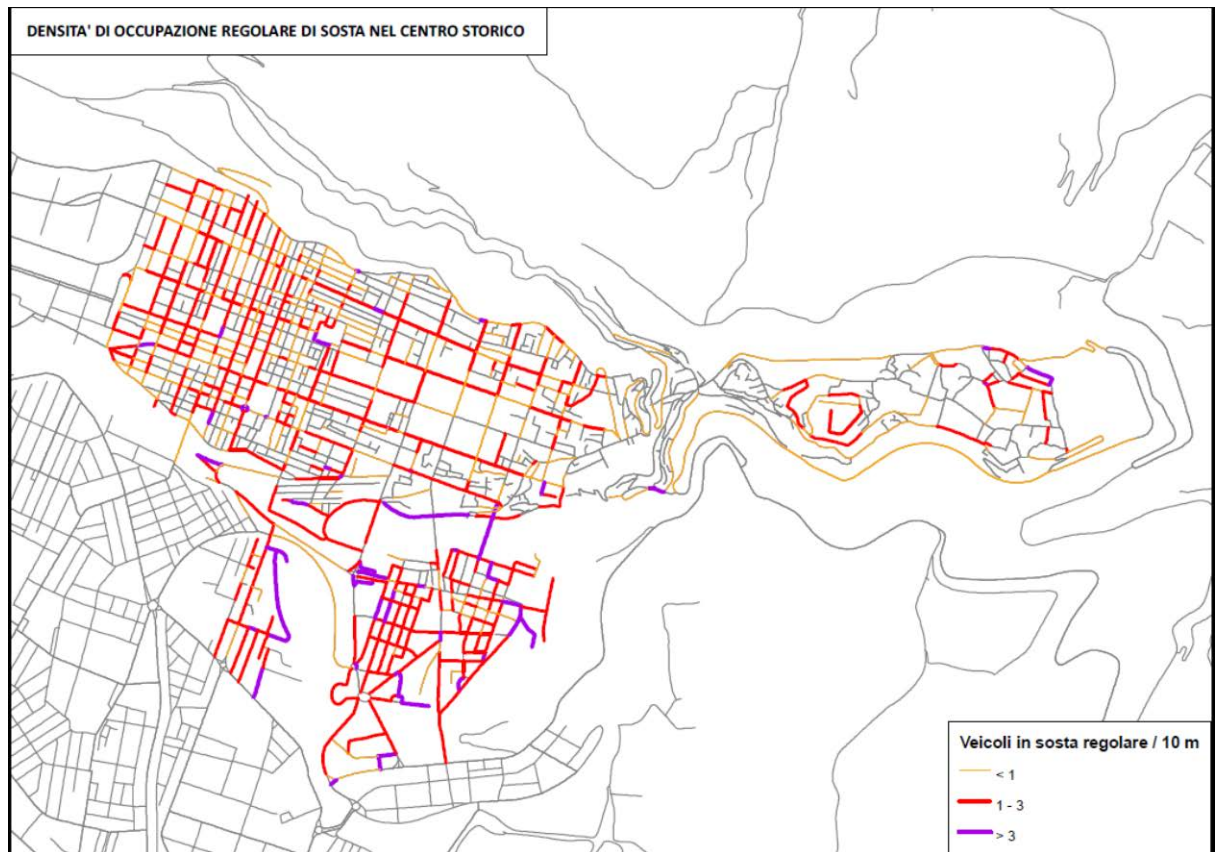 DENSITA' DI OCCUPAZIONE REGOLARE DI SOSTA NEL CENTRO STORICO
Veicoli in sosta regolare / 10 m
< 1
1 - 3
> 3